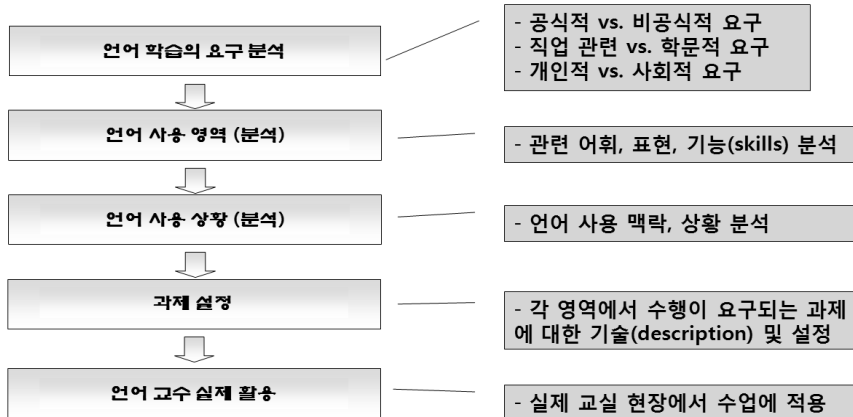 언어 학습의 요구 분석
- 공식적 vs. 비공식적 요구
- 직업 관련 vs. 학문적 요구
- 개인적 vs. 사회적 요구
언어 사용 영역 (분석)
- 관련 어휘, 표현, 기능(skills) 분석
언어 사용 상황 (분석)
- 언어 사용 맥락, 상황 분석
과제 설정
- 각 영역에서 수행이 요구되는 과제
에 대한 기술(description) 및 설정
언어 교수 실제 활용
- 실제 교실 현장에서 수업에 적용